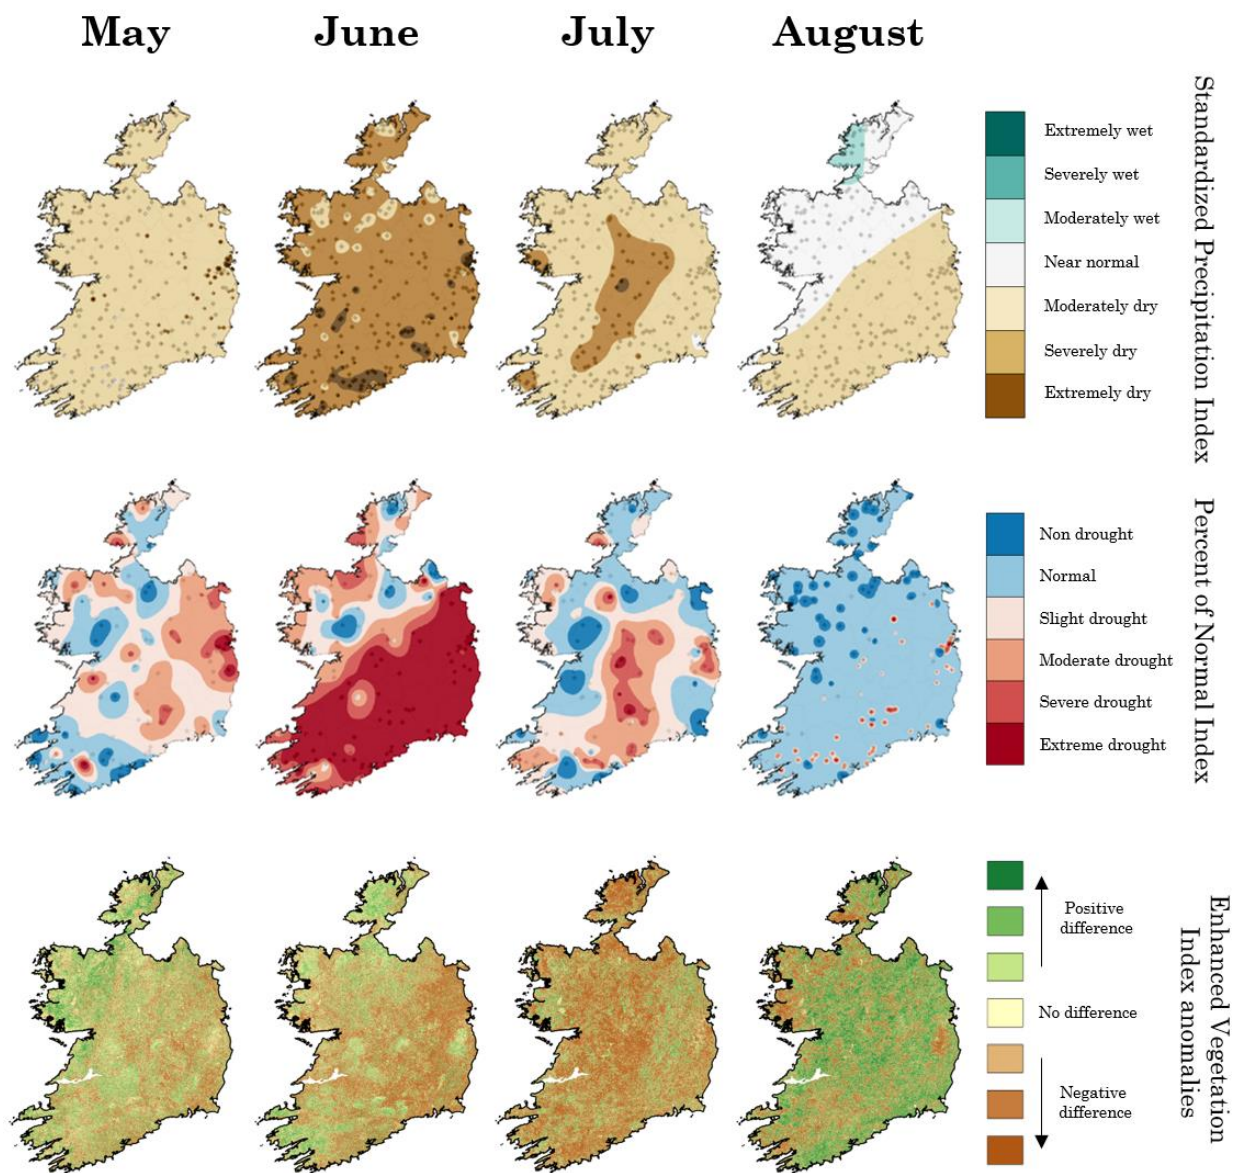 May June July August
Extremely wet
Severely wet
Moderately wet
Near normal
Moderately dry
Severely dry
Extremely dry
Standardized Precipitation Index
Non drought
Normal
Slight drought
Moderate drought
Severe drought
Extreme drought
Percent of Normal Index
Positive
difference
No difference
Negative
difference
Enhanced Vegetation
Index anomalies